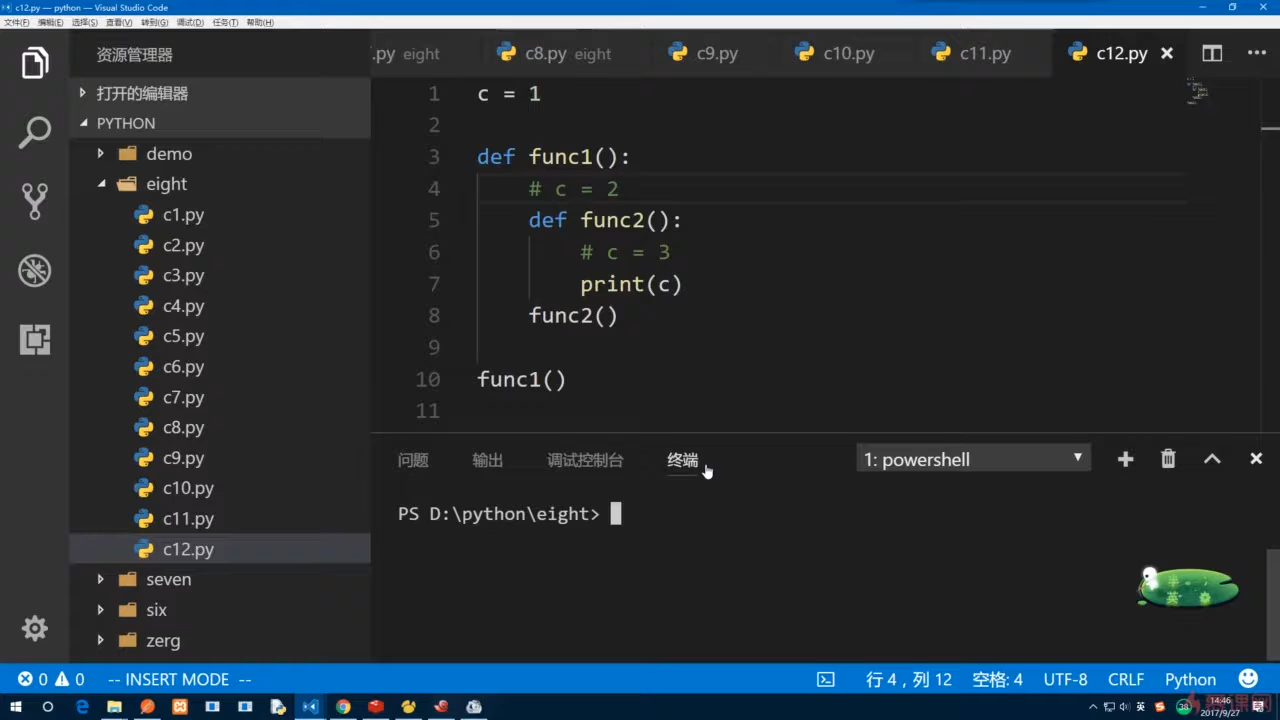 c12.py — python — Visual Studio Code
文件(F) 编辑(E) 选择(S) 查看(V) 转到(G) 调试(D) 任务(T) 帮助(H)
资源管理器
.py eight c8.py eight c9.py c10.py c11.py c12.py
打开的编辑器
PYTHON
demo
eight
c1.py
c2.py
c3.py
c4.py
c5.py
c6.py
c7.py
c8.py
c9.py
c10.py
c11.py
c12.py
seven
six
zerg
1 c = 1
2
3 def func1():
4 # c = 2
5 def func2():
6 # c = 3
7 print(c)
8 func2()
9
10 func1()
11
问题 输出 调试控制台 终端 1: powershell
PS D:\python\eight>
英
0 0 -- INSERT MODE -- 行 4，列 12 空格: 4 UTF-8 CRLF Python
英 14:46
2017/9/27